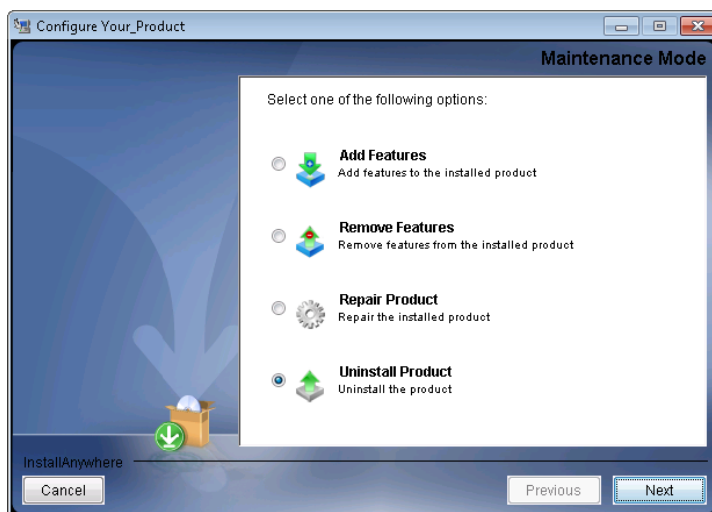 Configure Your_Product
Maintenance Mode
Select one of the following options:
Add Features
Add features to the installed product
Remove Features
Remove features from the installed product
Repair Product
Repair the installed product
Uninstall Product
Uninstall the product
InstallAnywhere
Cancel
Previous
Next